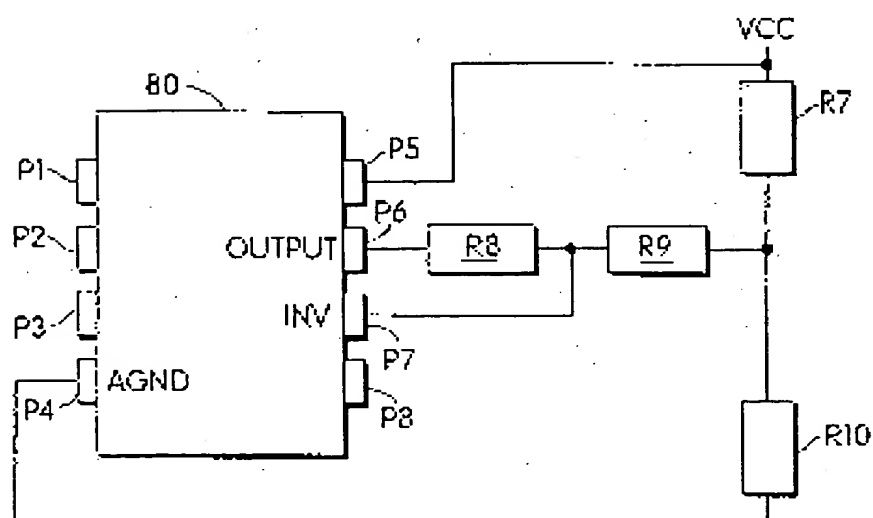 VCC
80
R7
P1
P5
P2
P6
OUTPUT
R8
R9
P3
INV
P7
P4
AGND
P8
R10